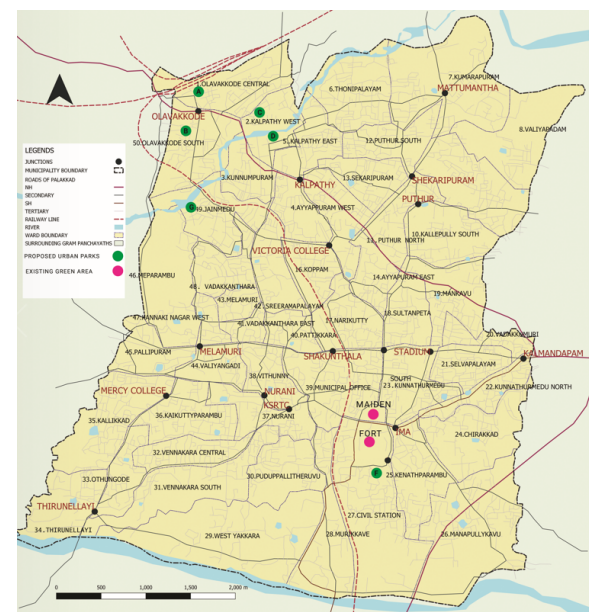 7.KUMARAPURAM
1.OLAVAKKODE CENTRAL
6.THONIPALAYAM
MATTUMANTHA
A
OLAVAKKODE
C
2.KALPATHY WEST
8.VALIYAPADAM
B
D
50.OLAVAKKODE SOUTH
51.KALPATHY EAST
12.PUTHUR SOUTH
LEGENDS
JUNCTIONS
MUNICIPALITY BOUNDARY
ROADS OF PALAKKAD
NH
SECONDARY
SH
TERTIARY
RAILWAY LINE
RIVER
WARD BOUNDARY
SURROUNDING GRAM PANCHAYATHS
PROPOSED URBAN PARKS
EXISTING GREEN AREA
3.KUNNUMPURAM
KALPATHY
13.SEKARIPURAM
SHEKARIPURAM
PUTHUR
G
49.JAINMEDU
4.AYYAPURAM WEST
10.KALLEPULLY SOUTH
11.PUTHUR NORTH
VICTORIA COLLEGE
46.MEPARAMBU
16.KOPPAM
14.AYYAPURAM EAST
48. VADAKKANTHARA
43.MELAMURI
42.SREERAMAPALAYAM
19.MANKAVU
47.KANNAKI NAGAR WEST
41.VADAKKANTHARA EAST
17.NARIKUTTY
18.SULTANPETA
40.PATTIKKARA
20.VADAKKUMURI
45.PALLIPURAM
MELAMURI
SHAKUNTHALA
STADIUM
KALMANDAPAM
44.VALIYANGADI
21.SELVAPALAYAM
38.VITHUNNY
SOUTH
39.MUNICIPAL OFFICE
23.KUNNATHURMEDU
22.KUNNATHURMEDU NORTH
MERCY COLLEGE
NURANI
KSRTC
MAIDEN
36.KAIKUTTYPARAMBU
37.NURANI
35.KALLIKKAD
FORT
IMA
24.CHIRAKKAD
32.VENNAKARA CENTRAL
33.OTHUNGODE
30.PUDUPPALLITHERUVU
25.KENATHPARAMBU
31.VENNAKARA SOUTH
THIRUNELLAYI
27.CIVIL STATION
34.THIRUNELLAYI
29.WEST YAKKARA
28.MURIKKAVE
26.MANAPULLYKAVU
0
500
1,000
1,500
2,000 m